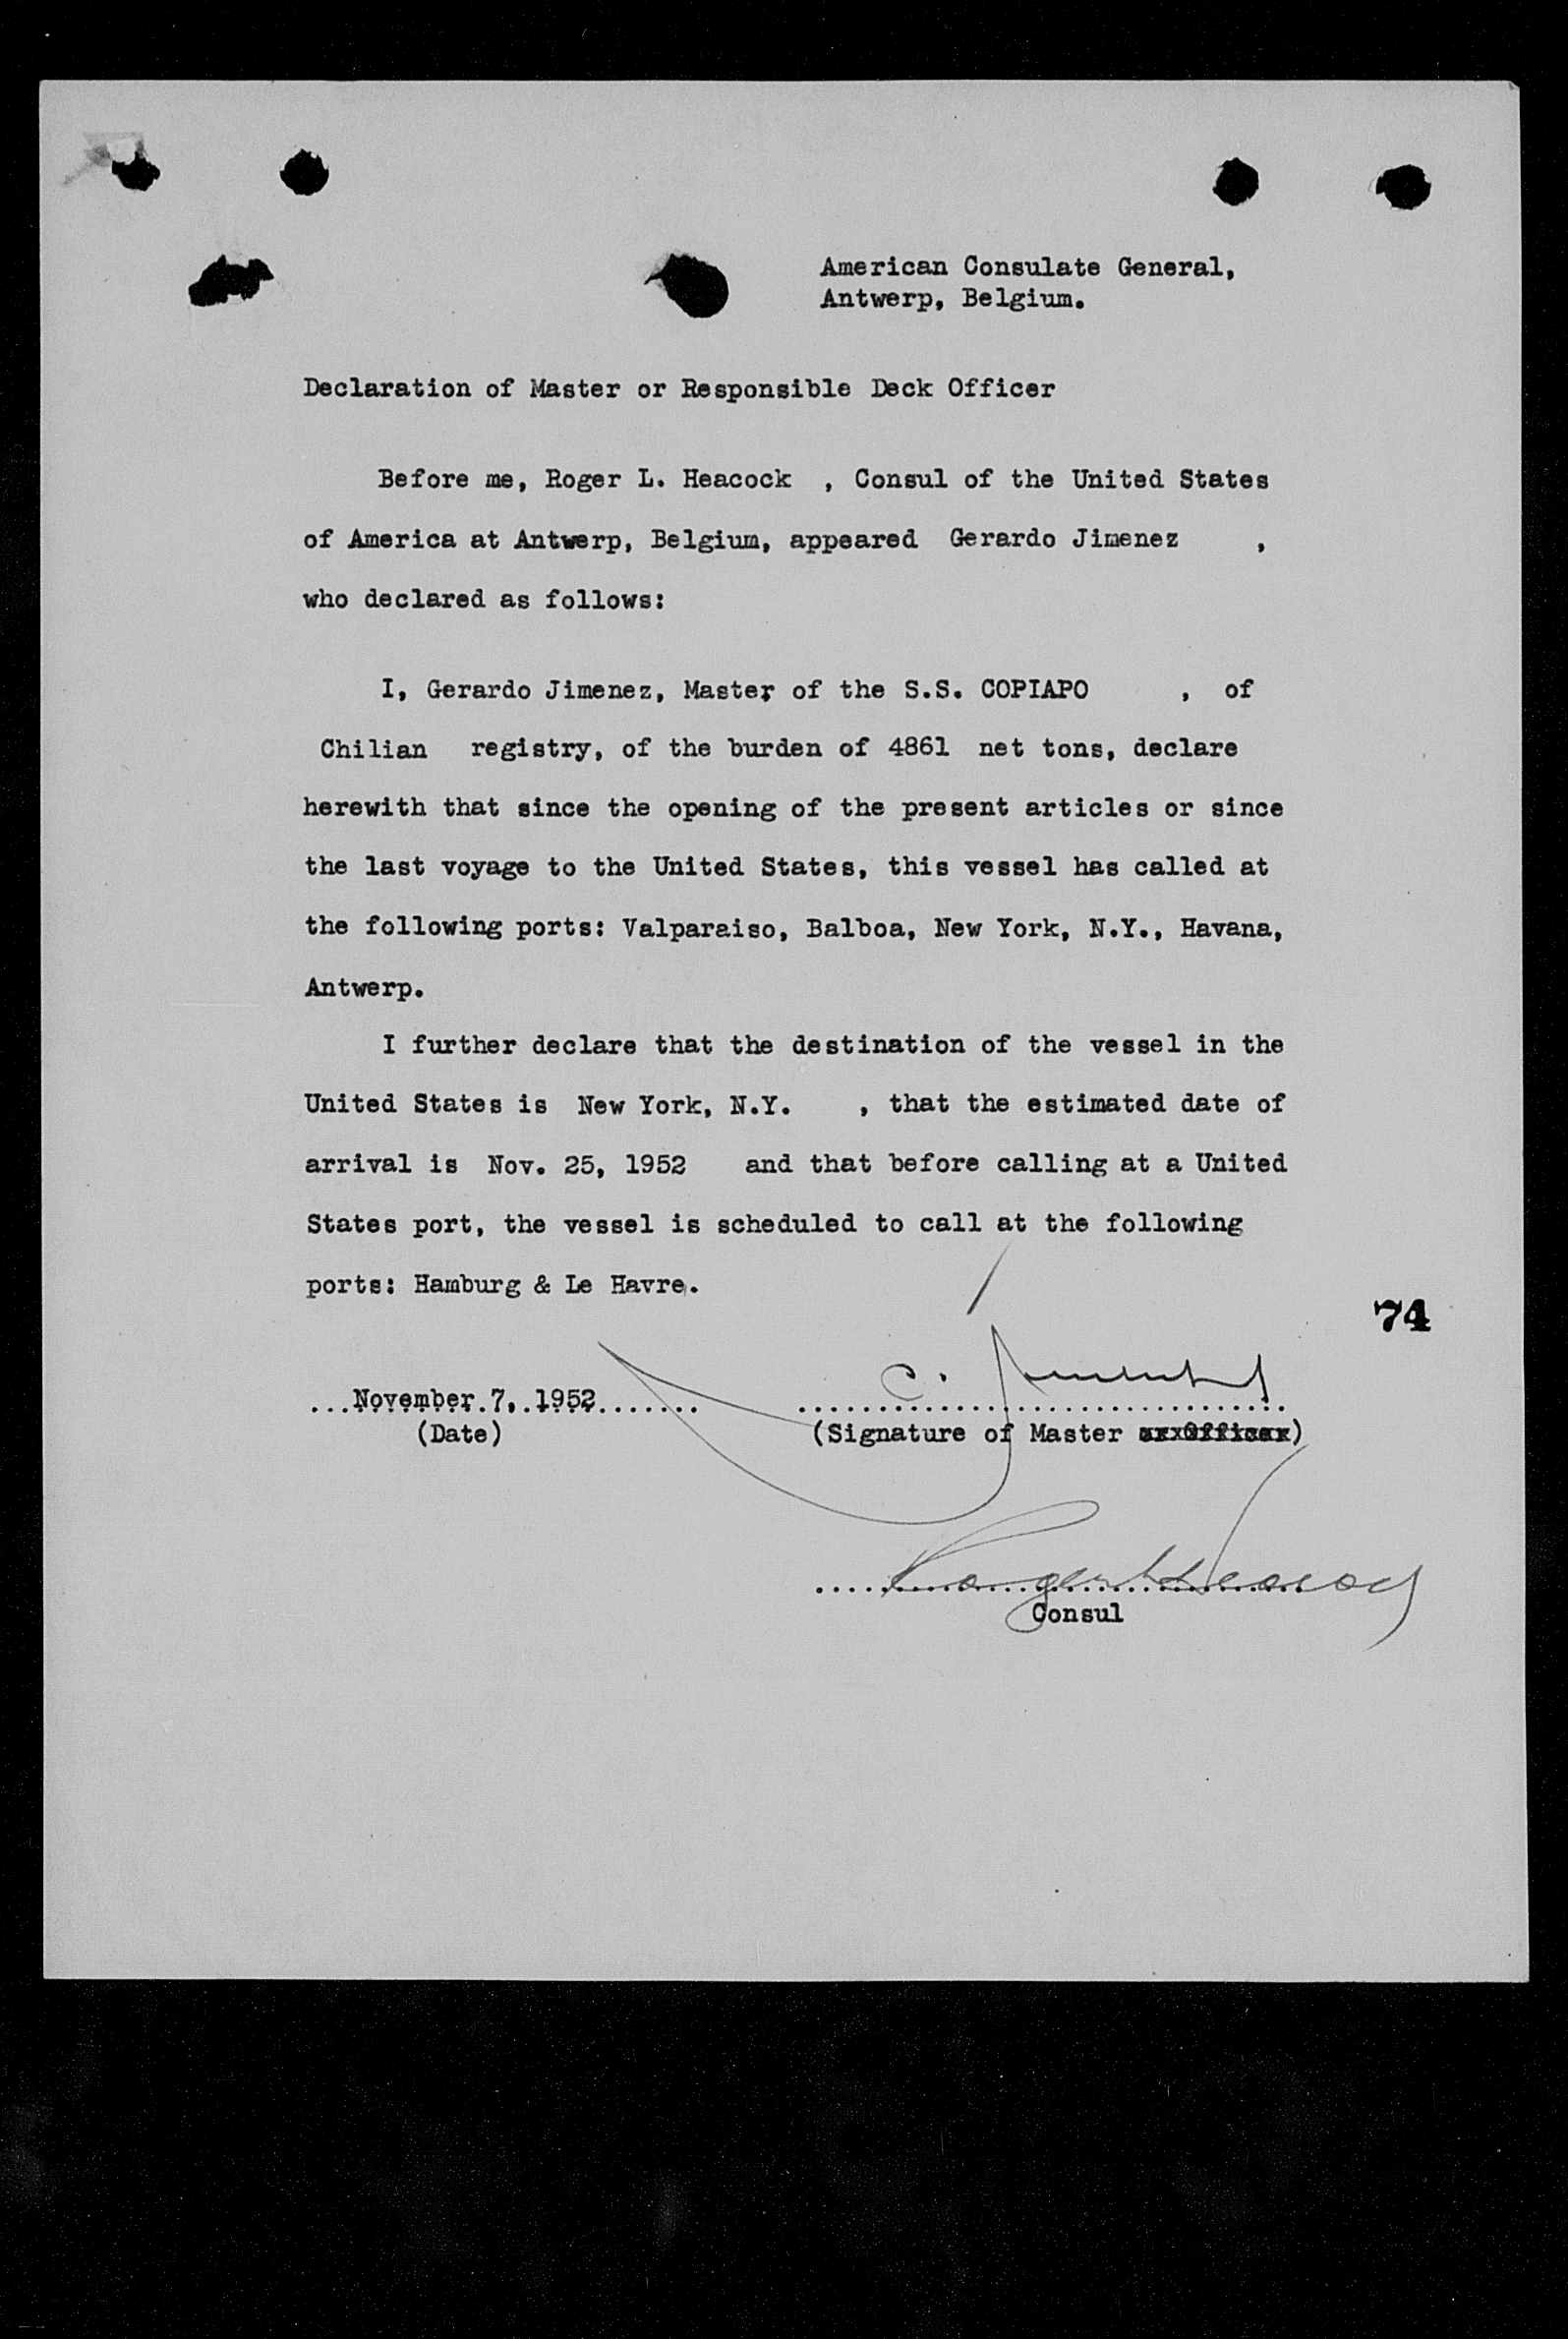 American Consulate General,
Antwerp, Belgium.
Declaration of Master or Responsible Deck Officer
Before me, Roger L. Heacock , Consul of the United States
of America at Antwerp, Belgium, appeared Gerardo Jimenez ,
who declared as follows:
I, Gerardo Jimenez, Master of the S.S. COPIAPO , of
Chilian registry, of the burden of 4861 net tons, declare
herewith that since the opening of the present articles or since
the last voyage to the United States, this vessel has called at
the following ports: Valparaiso, Balboa, New York, N.Y., Havana,
Antwerp.
I further declare that the destination of the vessel in the
United States is New York, N.Y. , that the estimated date of
arrival is Nov. 25, 1952 and that before calling at a United
States port, the vessel is scheduled to call at the following
ports: Hamburg & Le Havre.
74
...November 7, 1952.......
(Date)
(Signature of Master or Officer)
Roger L Heacock
Consul